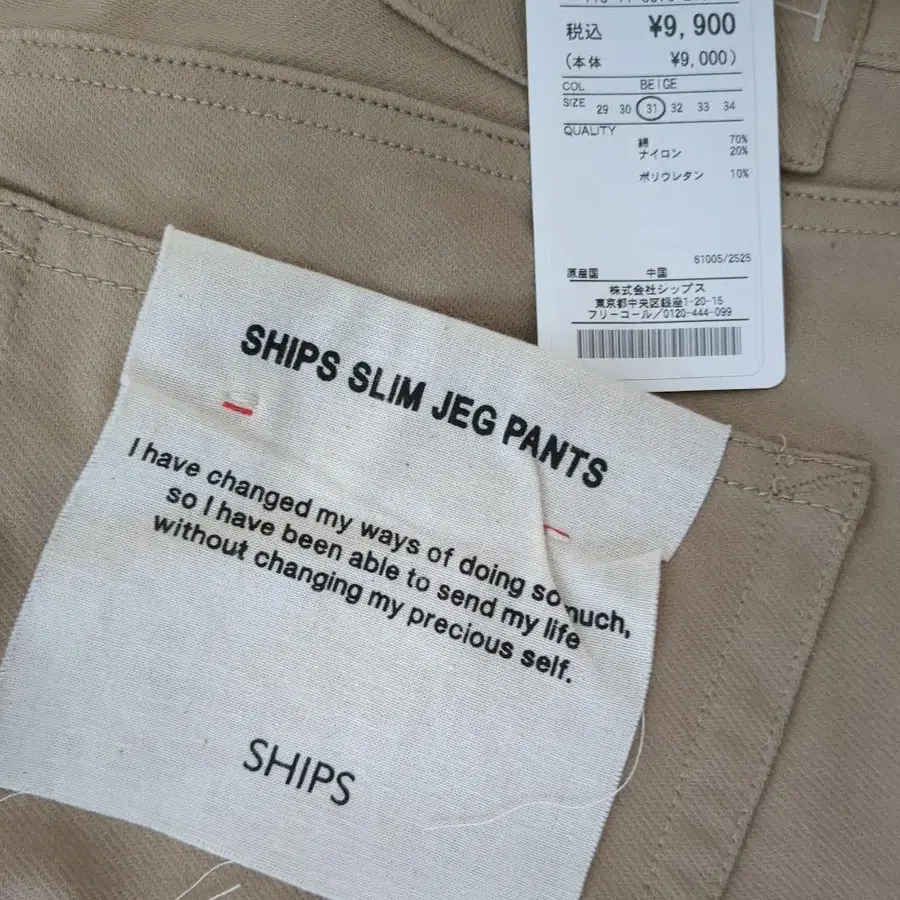 税込 ¥9,900
(本体 ¥9,000)
COL BEIGE
SIZE 29 30 31 32 33 34
QUALITY
綿 70%
ナイロン 20%
ポリウレタン 10%
61005/2525
原産国 中国
株式会社シップス
東京都中央区銀座1-20-15
フリーコール/0120-444-099
SHIPS SLIM JEG PANTS
I have changed my ways of doing so much,
so I have been able to send my life
without changing my precious self.
SHIPS